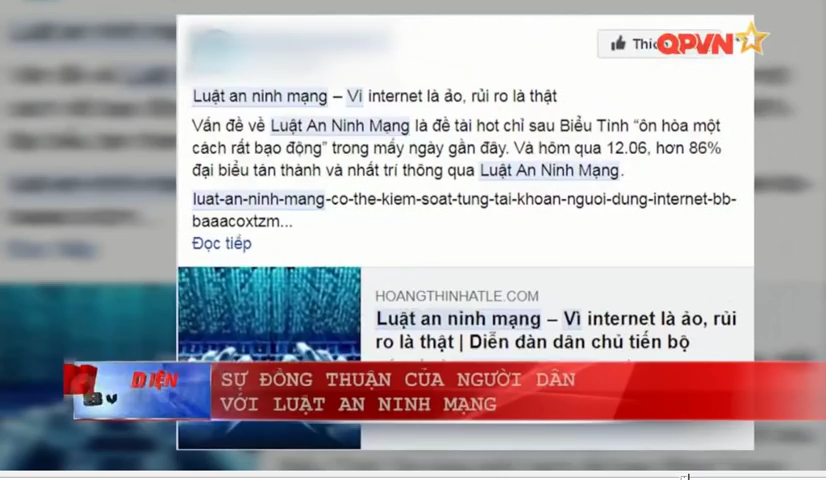 Thíc
QPVN
Luật an ninh mạng – Vì internet là ảo, rủi ro là thật
Vấn đề về Luật An Ninh Mạng là đề tài hot chỉ sau Biểu Tình “ôn hòa một
cách rất bạo động” trong mấy ngày gần đây. Và hôm qua 12.06, hơn 86%
đại biểu tán thành và nhất trí thông qua Luật An Ninh Mạng.
luat-an-ninh-mang-co-the-kiem-soat-tung-tai-khoan-nguoi-dung-internet-bb-
baaacoxtzm...
Đọc tiếp
HOANGTHINHATLE.COM
Luật an ninh mạng – Vì internet là ảo, rủi
ro là thật | Diễn đàn dân chủ tiến bộ
DIỆN
SỰ ĐỒNG THUẬN CỦA NGƯỜI DÂN
VỚI LUẬT AN NINH MẠNG